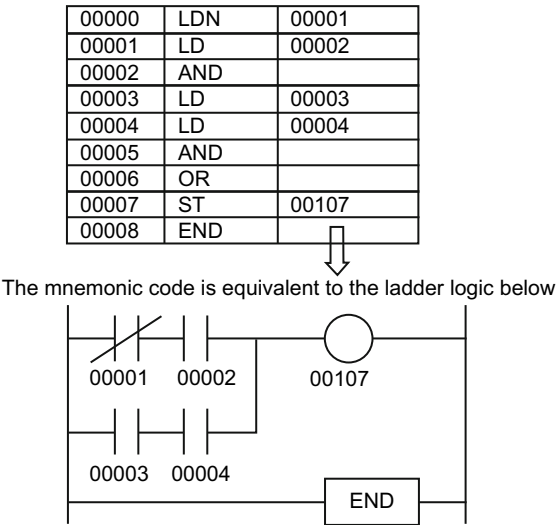 00000 LDN 00001
00001 LD 00002
00002 AND
00003 LD 00003
00004 LD 00004
00005 AND
00006 OR
00007 ST 00107
00008 END
The mnemonic code is equivalent to the ladder logic below
00001 00002 00107
00003 00004
END